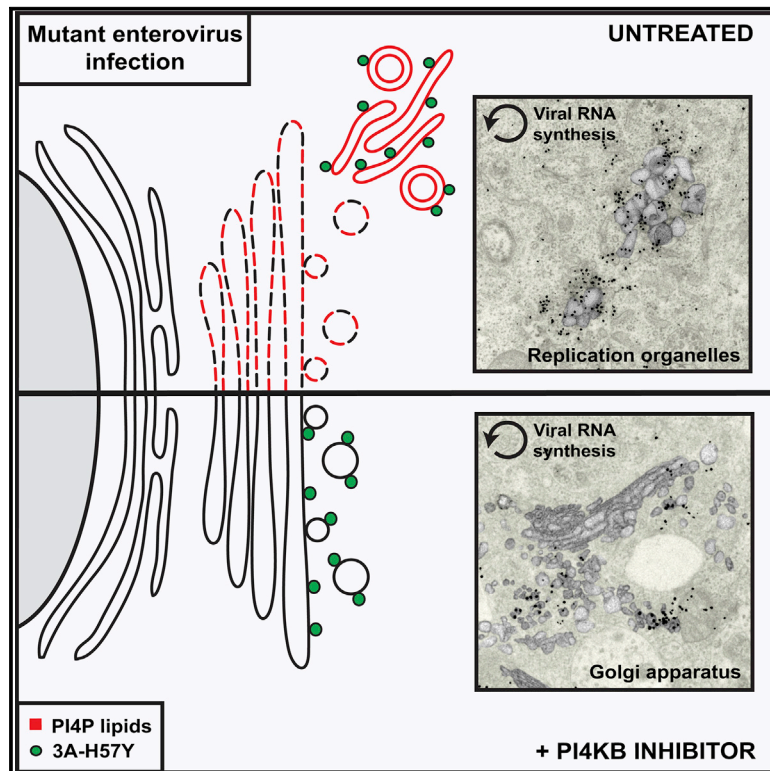 Mutant enterovirus
infection
UNTREATED
Viral RNA
synthesis
Replication organelles
Viral RNA
synthesis
Golgi apparatus
PI4P lipids
3A-H57Y
+ PI4KB INHIBITOR